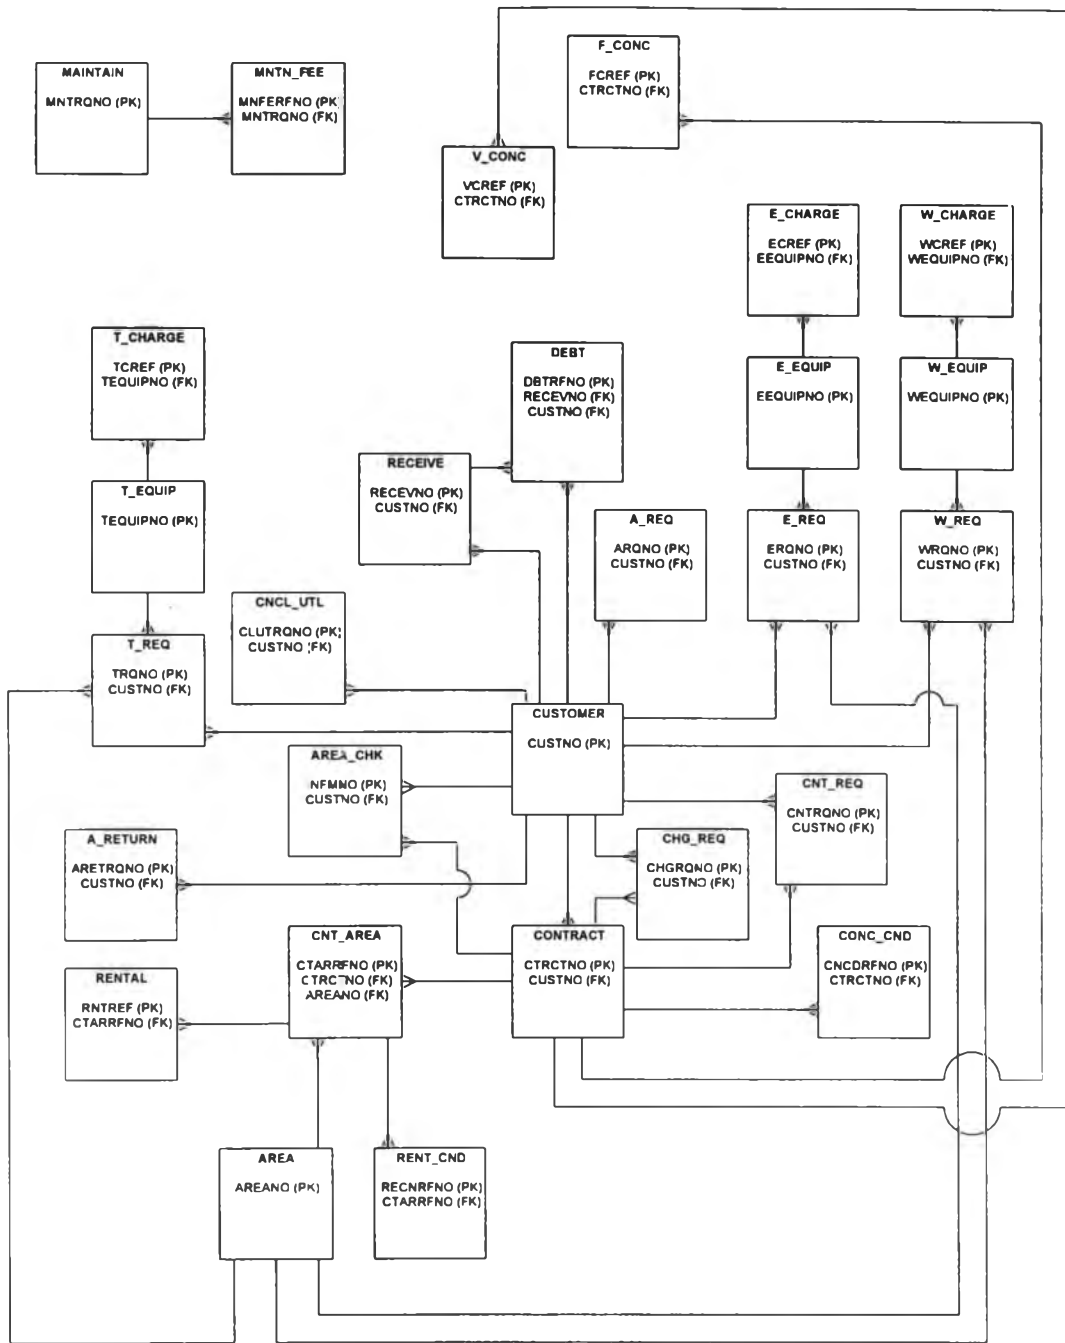 F_CONC
FCREF (PK)
CTRCTNO (FK)
MAINTAIN
MNTRQNO (PK)
MNTN_FEE
MNFERFNO (PK)
MNTRQNO (FK)
V_CONC
VCREF (PK)
CTRCTNO (FK)
E_CHARGE
ECREF (PK)
EEQUIPNO (FK)
W_CHARGE
WCREF (PK)
WEQUIPNO (FK)
T_CHARGE
TCREF (PK)
TEQUIPNO (FK)
DEBT
DBTRFNO (PK)
RECEVNO (FK)
CUSTNO (FK)
E_EQUIP
EEQUIPNO (PK)
W_EQUIP
WEQUIPNO (PK)
RECEIVE
RECEVNO (PK)
CUSTNO (FK)
T_EQUIP
TEQUIPNO (PK)
A_REQ
ARQNO (PK)
CUSTNO (FK)
E_REQ
ERQNO (PK)
CUSTNO (FK)
W_REQ
WRQNO (PK)
CUSTNO (FK)
CNCL_UTL
CLUTRQNO (PK)
CUSTNO (FK)
T_REQ
TRQNO (PK)
CUSTNO (FK)
CUSTOMER
CUSTNO (PK)
AREA_CHK
NFMNO (PK)
CUSTNO (FK)
CNT_REQ
CNTRQNO (PK)
CUSTNO (FK)
A_RETURN
ARETRQNO (PK)
CUSTNO (FK)
CHG_REQ
CHGRQNO (PK)
CUSTNO (FK)
CNT_AREA
CTARRFNO (PK)
CTRCTNO (FK)
AREANO (FK)
CONTRACT
CTRCTNO (PK)
CUSTNO (FK)
CONC_CND
CNCDRFNO (PK)
CTRCTNO (FK)
RENTAL
RNTREF (PK)
CTARRFNO (FK)
AREA
AREANO (PK)
RENT_CND
RECNRFNO (PK)
CTARRFNO (FK)